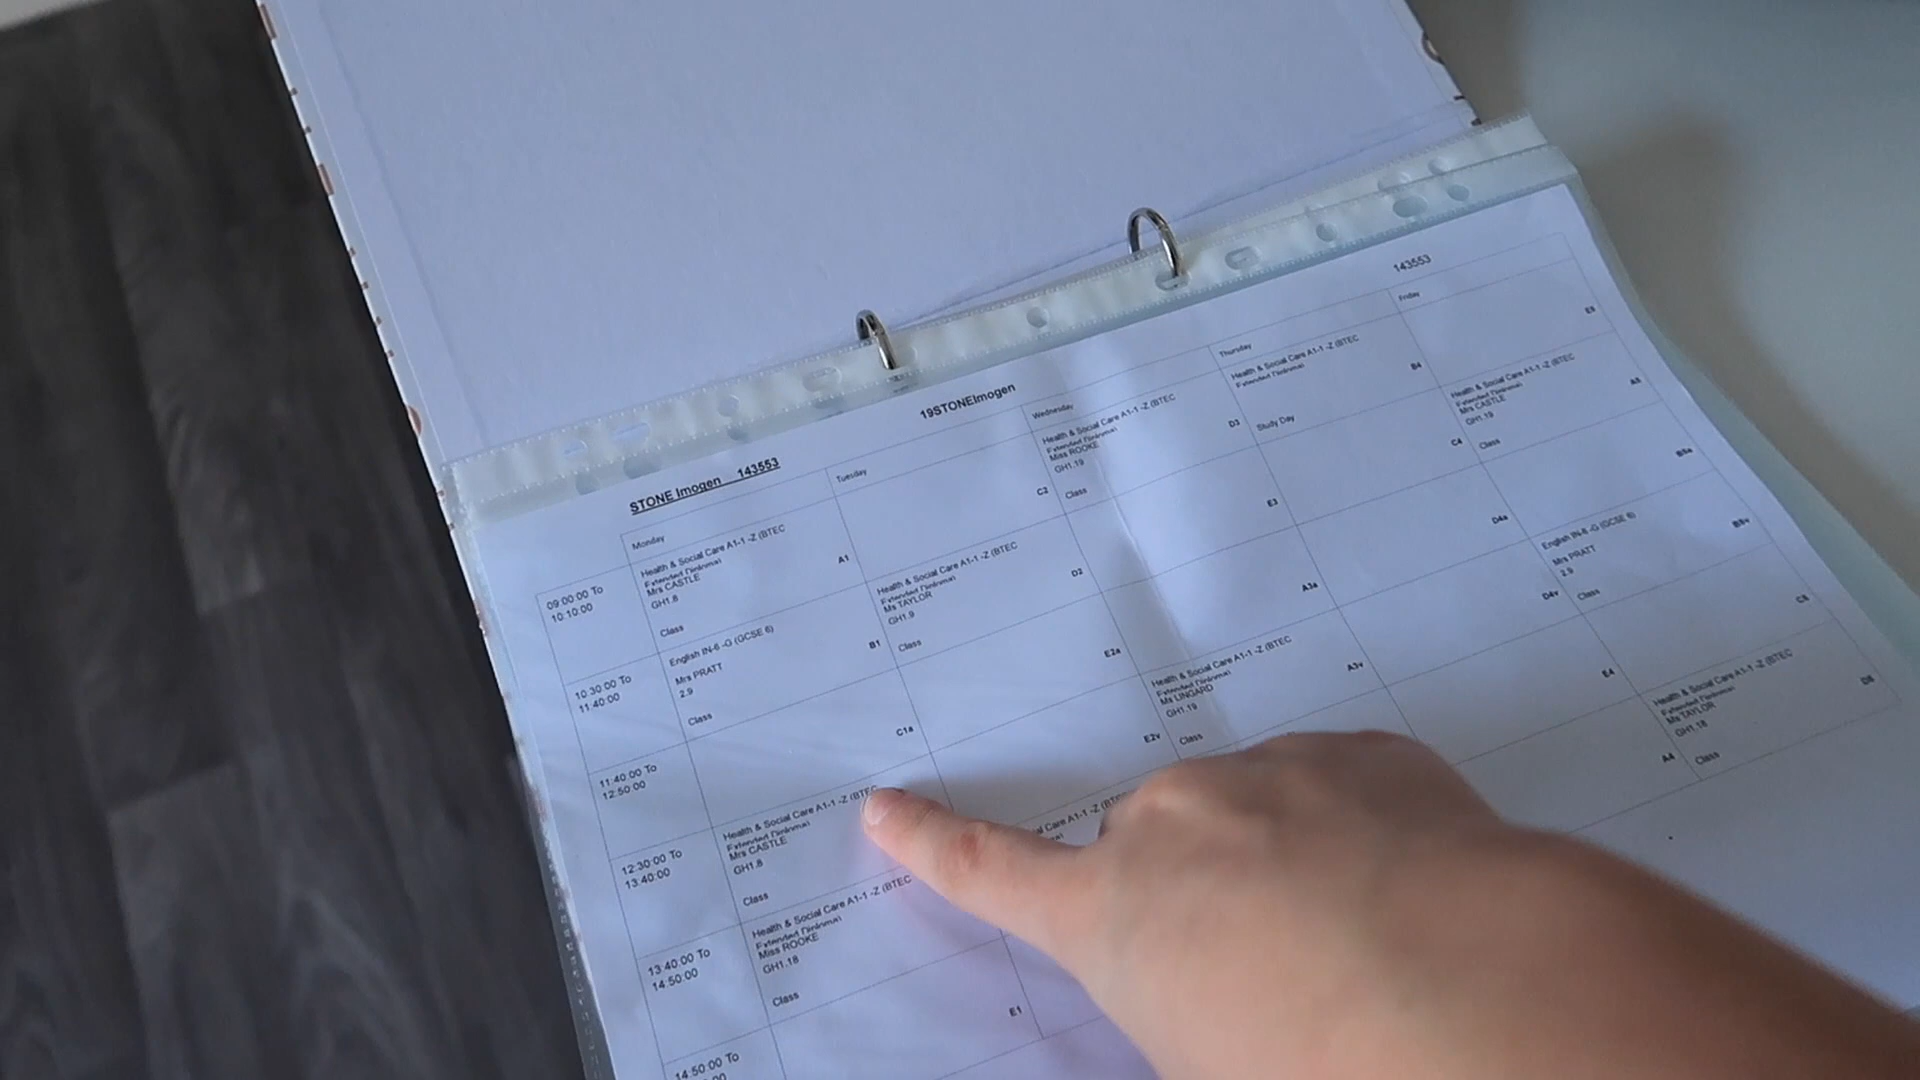 143553
19STONEImogen
STONE Imogen 143553
Monday
Tuesday
Wednesday
Thursday
Friday
09:00:00 To
10:10:00
Health & Social Care A1-1 -Z (BTEC
Extended Diploma)
Mrs CASTLE
GH1.8
Class
A1
C2
Health & Social Care A1-1 -Z (BTEC
Extended Diploma)
Miss ROOKE
GH1.19
Class
D3
Health & Social Care A1-1 -Z (BTEC
Extended Diploma)
Study Day
B4
E5
10:30:00 To
11:40:00
English IN-6 -G (GCSE 6)
Mrs PRATT
2.9
Class
B1
Health & Social Care A1-1 -Z (BTEC
Extended Diploma)
Ms TAYLOR
GH1.9
Class
D2
E3
C4
Health & Social Care A1-1 -Z (BTEC
Extended Diploma)
Mrs CASTLE
GH1.19
Class
A5
11:40:00 To
12:50:00
C1a
E2a
A3a
D4a
B5a
12:30:00 To
13:40:00
Health & Social Care A1-1 -Z (BTEC
Extended Diploma)
Mrs CASTLE
GH1.8
Class
E2v
Health & Social Care A1-1 -Z (BTEC
Extended Diploma)
Ms LINGARD
GH1.19
Class
A3v
D4v
English IN-6 -G (GCSE 6)
Mrs PRATT
2.9
Class
B5v
13:40:00 To
14:50:00
Health & Social Care A1-1 -Z (BTEC
Extended Diploma)
Miss ROOKE
GH1.18
Class
Care A1-1 -Z
E4
C5
14:50:00 To
E1
A4
Health & Social Care A1-1 -Z (BTEC
Extended Diploma)
Ms TAYLOR
GH1.18
Class
D5